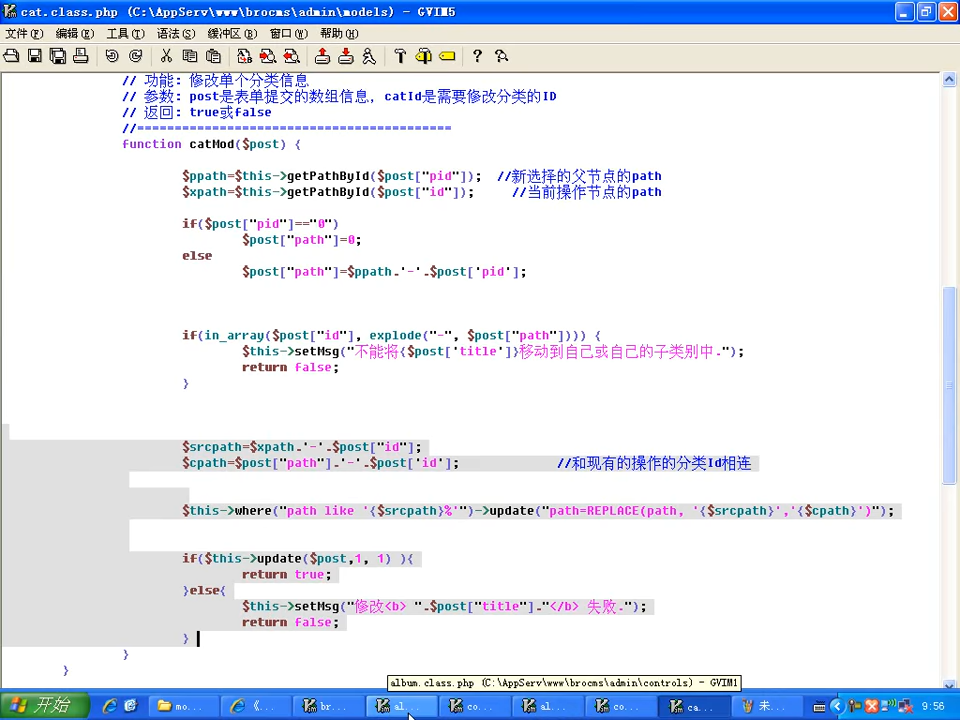 cat.class.php (C:\AppServ\www\brocms\admin\models) - GVIM5
文件(F) 编辑(E) 工具(T) 语法(S) 缓冲区(B) 窗口(W) 帮助(H)
// 功能: 修改单个分类信息
// 参数: post是表单提交的数组信息, catId是需要修改分类的ID
// 返回: true或false
//==========================================
function catMod($post) {
$ppath=$this->getPathById($post["pid"]); //新选择的父节点的path
$xpath=$this->getPathById($post["id"]); //当前操作节点的path
if($post["pid"]=="0")
$post["path"]=0;
else
$post["path"]=$ppath.'-'.$post['pid'];
if(in_array($post["id"], explode("-", $post["path"]))) {
$this->setMsg("不能将{$post['title']}移动到自己或自己的子类别中.");
return false;
}
$srcpath=$xpath.'-'.$post["id"];
$cpath=$post["path"].'-'.$post['id']; //和现有的操作的分类Id相连
$this->where("path like '{$srcpath}%'")->update("path=REPLACE(path, '{$srcpath}','{$cpath}')");
if($this->update($post,1, 1) ){
return true;
}else{
$this->setMsg("修改<b> ".$post["title"]."</b> 失败.");
return false;
}
}
}
album.class.php (C:\AppServ\www\brocms\admin\controls) - GVIM1
开始 mo... 《... br... al... co... al... co... ca... 未... 9:56